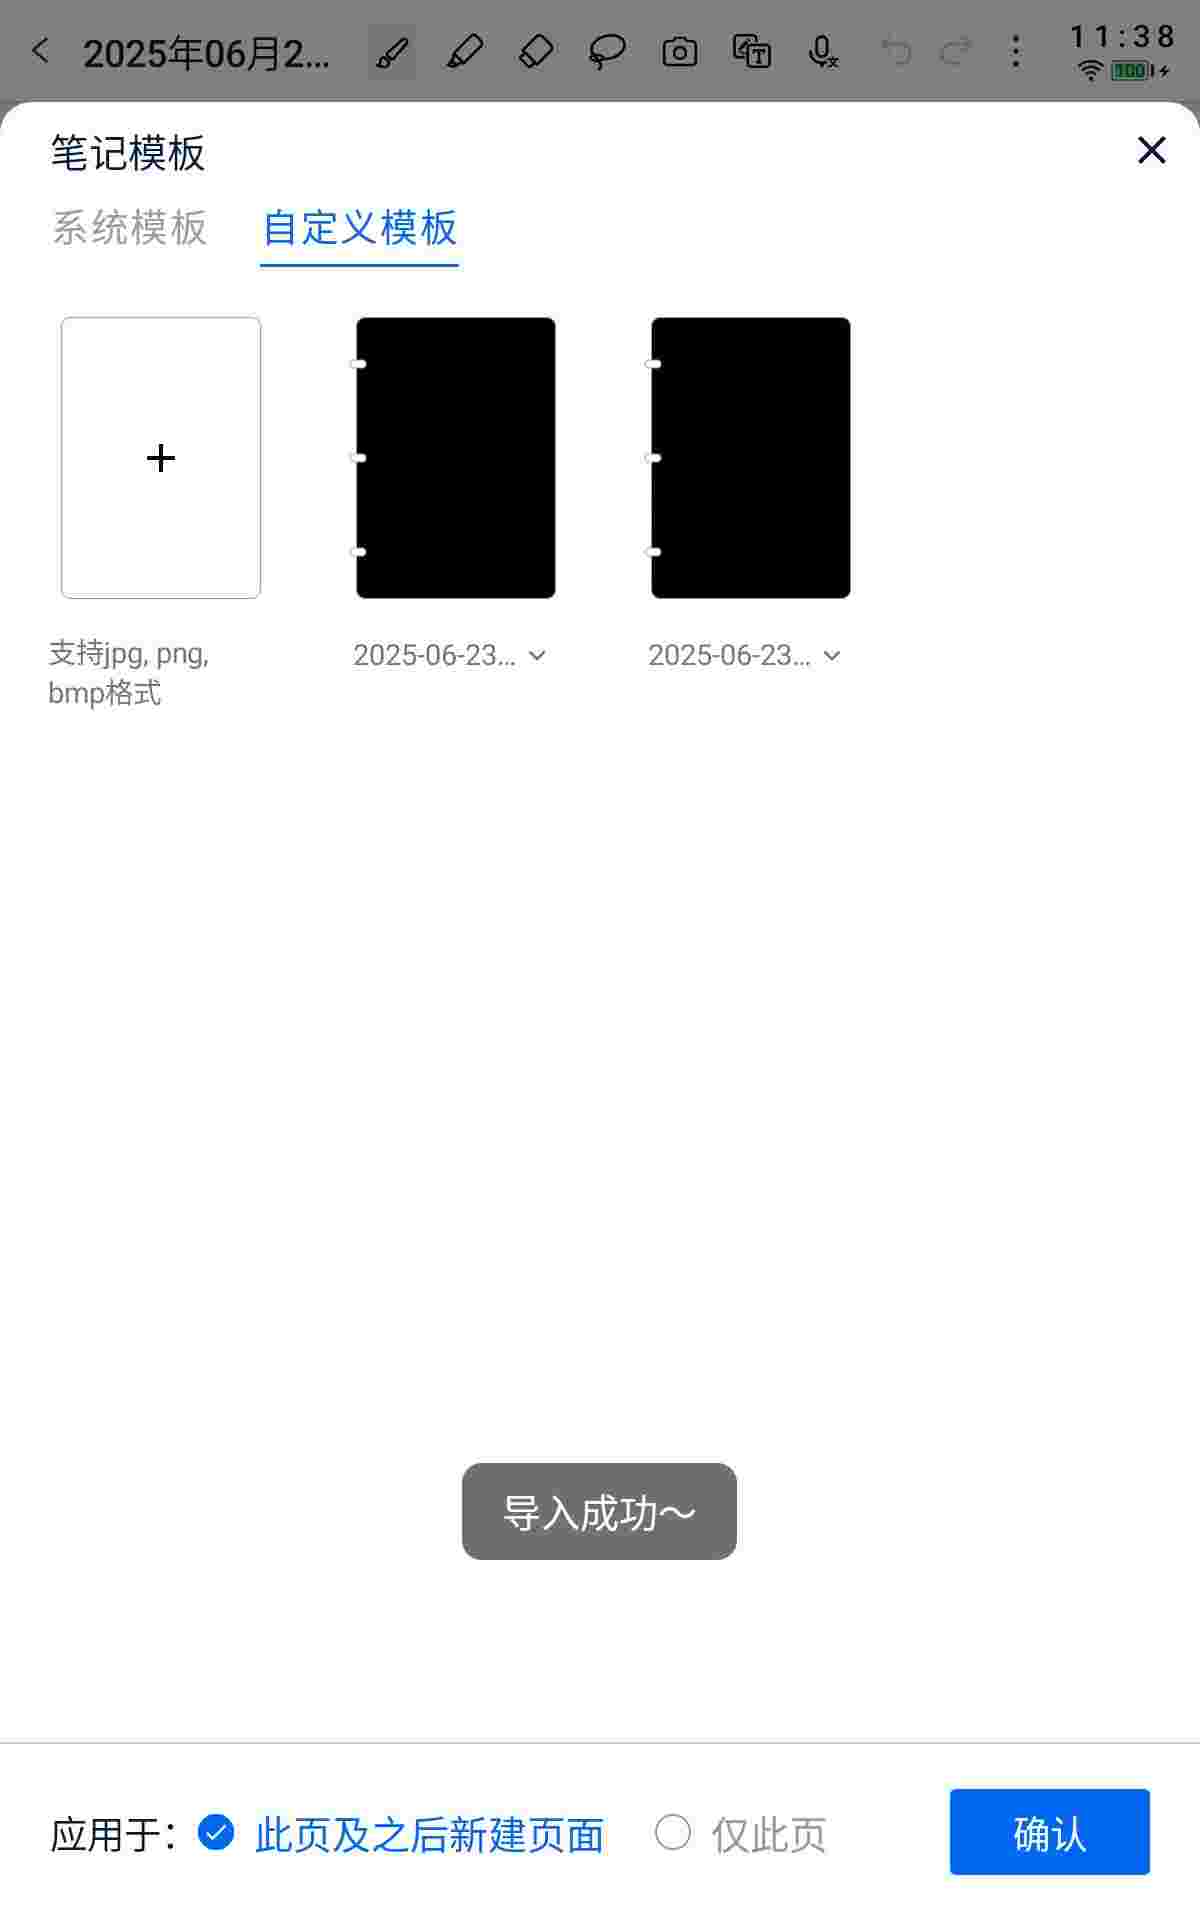 2025年06月2...
11:38
100
笔记模板
系统模板 自定义模板
支持jpg, png,
bmp格式
2025-06-23...
2025-06-23...
导入成功～
应用于： 此页及之后新建页面 仅此页 确认